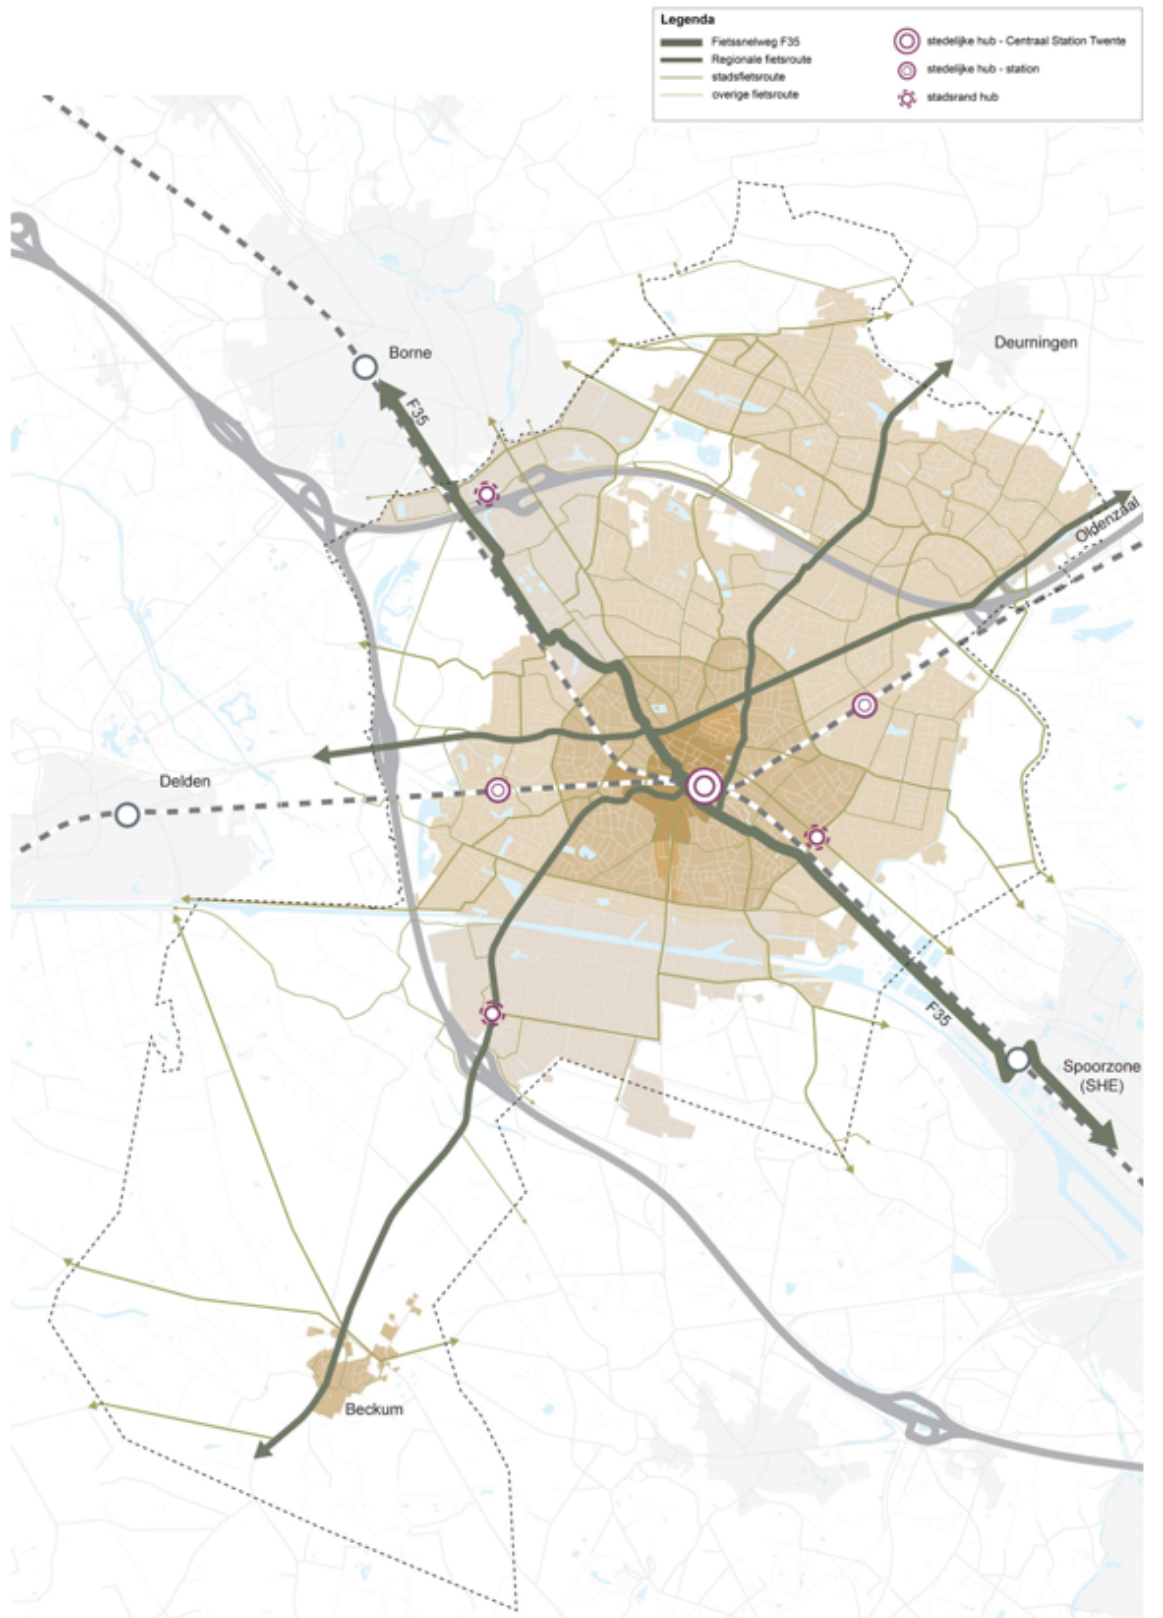 Legenda
Fietssnelweg F35
Regionale fietsroute
stadsfietsroute
overige fietsroute
stedelijke hub - Centraal Station Twente
stedelijke hub - station
stadsrand hub
Deurningen
Borne
F35
Oldenzaal
Delden
F35
Spoorzone
(SHE)
Beckum